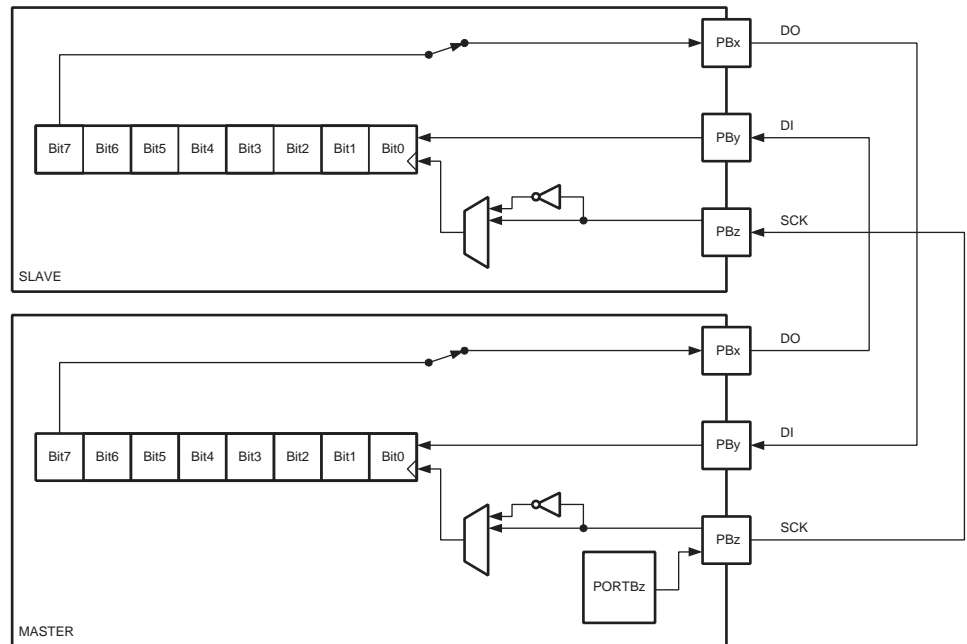 PBx
DO
PBy
DI
Bit7 Bit6 Bit5 Bit4 Bit3 Bit2 Bit1 Bit0
PBz
SCK
SLAVE
PBx
DO
PBy
DI
Bit7 Bit6 Bit5 Bit4 Bit3 Bit2 Bit1 Bit0
PBz
SCK
PORTBz
MASTER